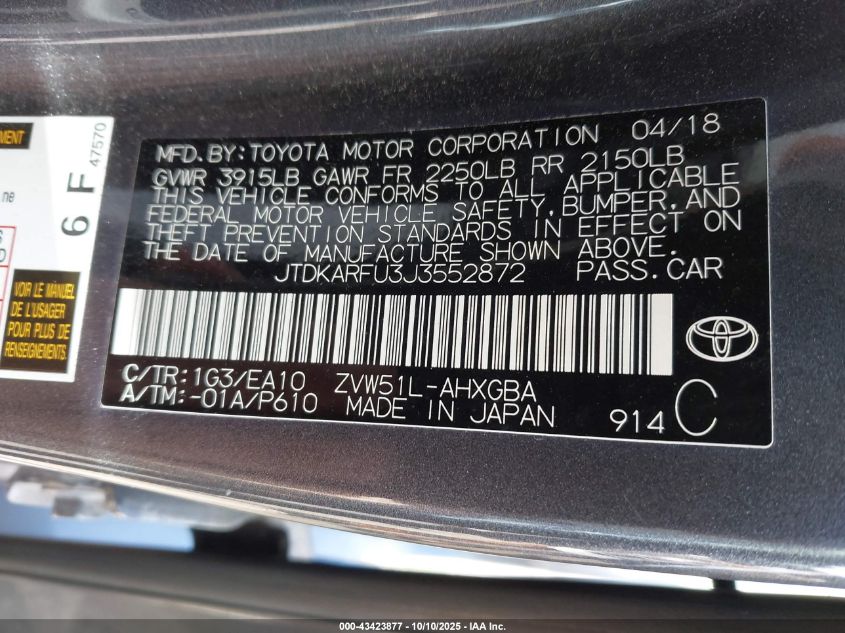 MENT
ne
6 F
47570
VOIR LE MANUEL
DE L'USAGER
POUR PLUS DE
RENSEIGNEMENTS.
MFD.BY:TOYOTA MOTOR CORPORATION 04/18
GVWR 3915LB GAWR FR 2250LB RR 2150LB
THIS VEHICLE CONFORMS TO ALL APPLICABLE
FEDERAL MOTOR VEHICLE SAFETY,BUMPER,AND
THEFT PREVENTION STANDARDS IN EFFECT ON
THE DATE OF MANUFACTURE SHOWN ABOVE.
JTDKARFU3J3552872 PASS.CAR
C/TR:1G3/EA10 ZVW51L-AHXGBA
A/TM:-01A/P610 MADE IN JAPAN
914 C
000-43423877 - 10/10/2025 - IAA Inc.